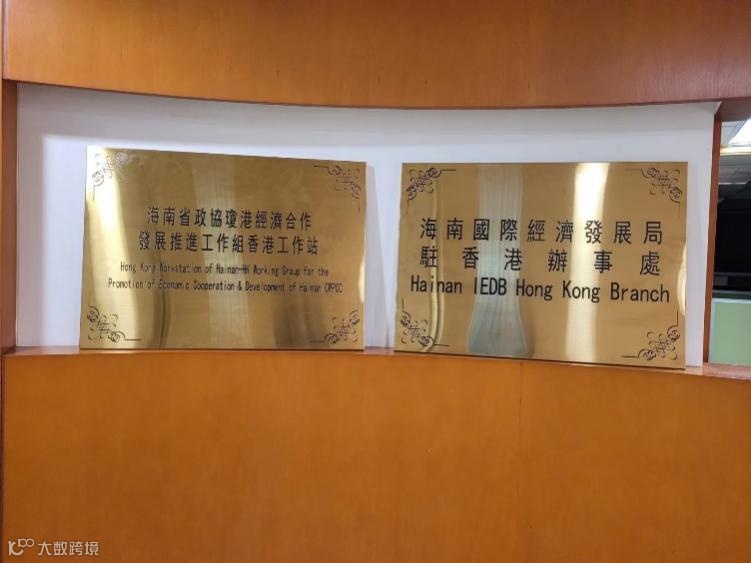 海南省政協瓊港經濟合作
發展推進工作組香港工作站
Hong Kong Workstation of Hainan-HK Working Group for the
Promotion of Economic Cooperation & Development of Hainan CPPCC
海南國際經濟發展局
駐香港辦事處
Hainan IEDB Hong Kong Branch
大数跨境